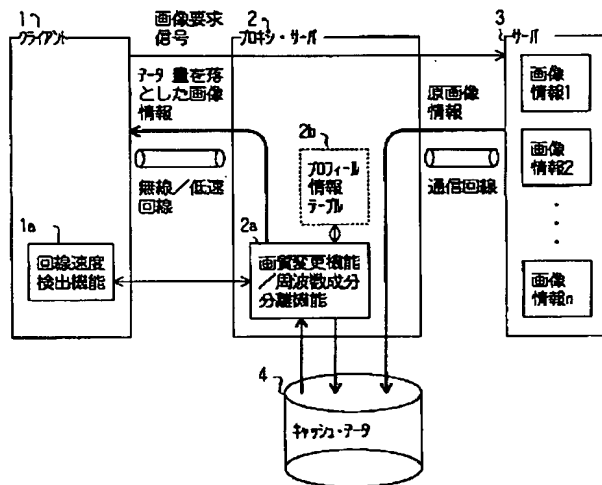 1
クライアント
画像要求
信号
2
プロキシ・サーバ
3
サーバ
データ 量を落
とした画像
情報
原画像
情報
画像
情報1
2b
プロフィール
情報
テーブル
画像
情報2
無線/低速
回線
通信回線
1a
回線速度
検出機能
2a
画質変更機能
/周波数成分
分離機能
画像
情報n
4
キャッシュ・データ